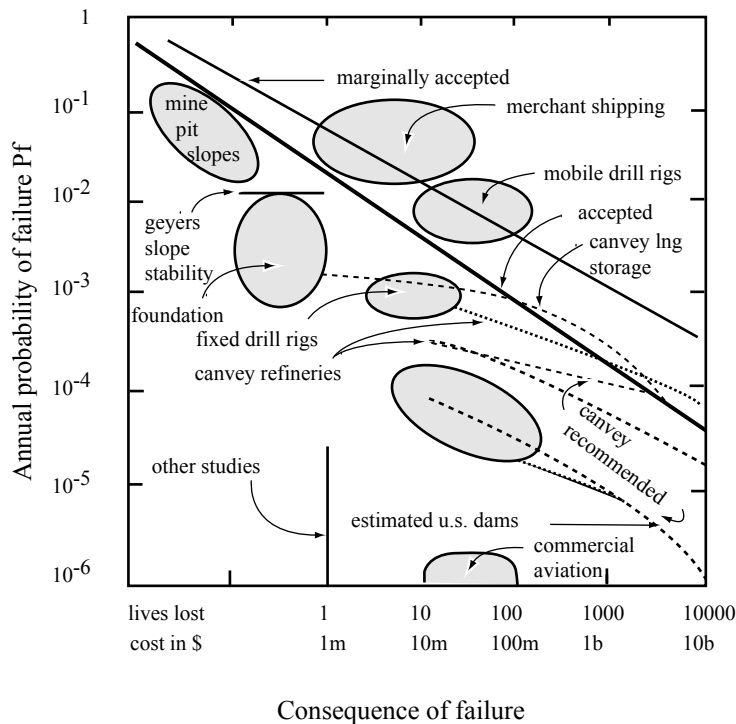 1
10-1
10-2
10-3
10-4
10-5
10-6
Annual probability of failure Pf
marginally accepted
mine
pit
slopes
merchant shipping
mobile drill rigs
geyers
slope
stability
accepted
canvey lng
storage
foundation
fixed drill rigs
canvey refineries
canvey
recommended
other studies
estimated u.s. dams
commercial
aviation
lives lost 1 10 100 1000 10000
cost in $ 1m 10m 100m 1b 10b
Consequence of failure